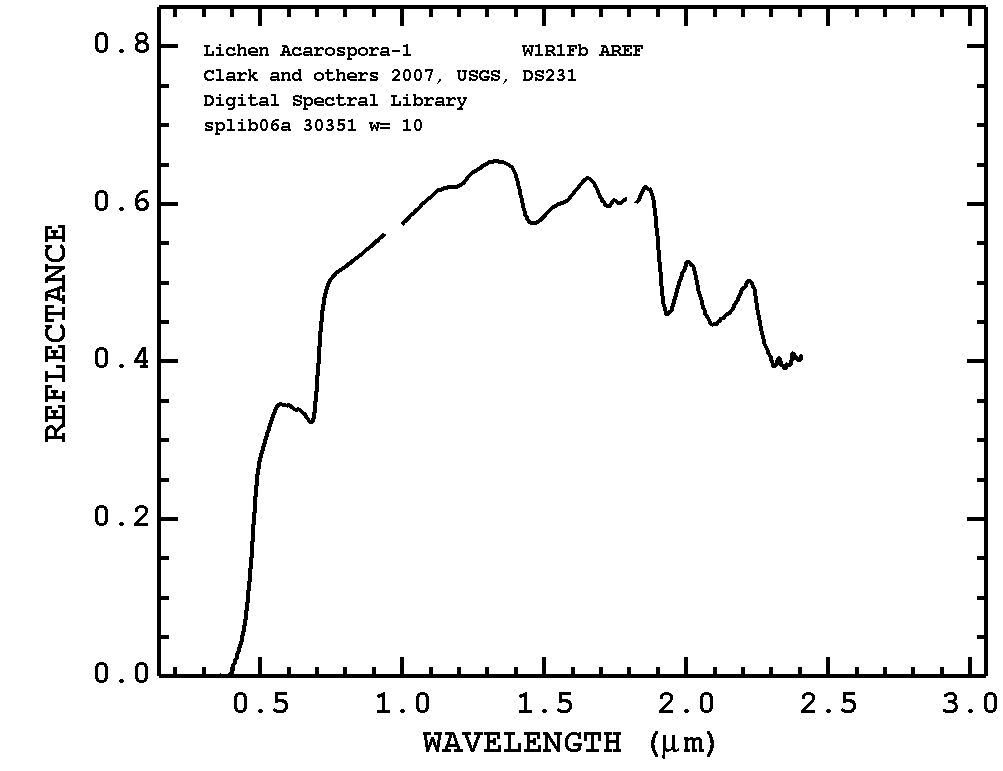 Lichen Acarospora-1 W1R1Fb AREF
Clark and others 2007, USGS, DS231
Digital Spectral Library
splib06a 30351 w= 10
REFLECTANCE
0.8
0.6
0.4
0.2
0.0
0.5 1.0 1.5 2.0 2.5 3.0
WAVELENGTH (µm)